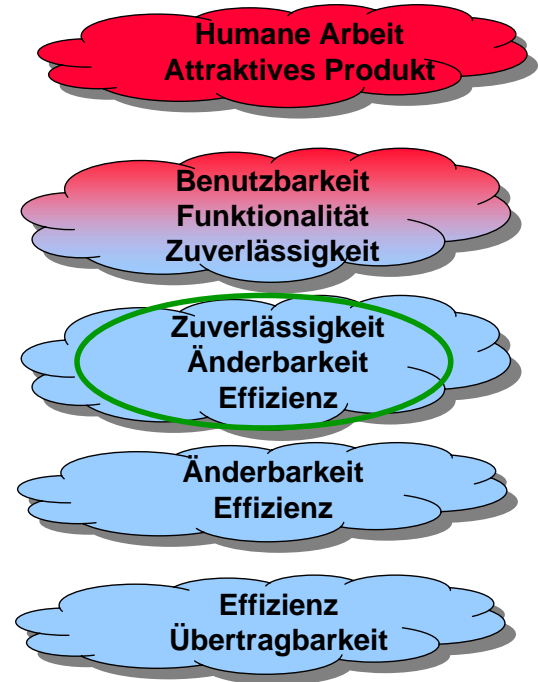 Humane Arbeit
Attraktives Produkt
Benutzbarkeit
Funktionalität
Zuverlässigkeit
Zuverlässigkeit
Änderbarkeit
Effizienz
Änderbarkeit
Effizienz
Effizienz
Übertragbarkeit